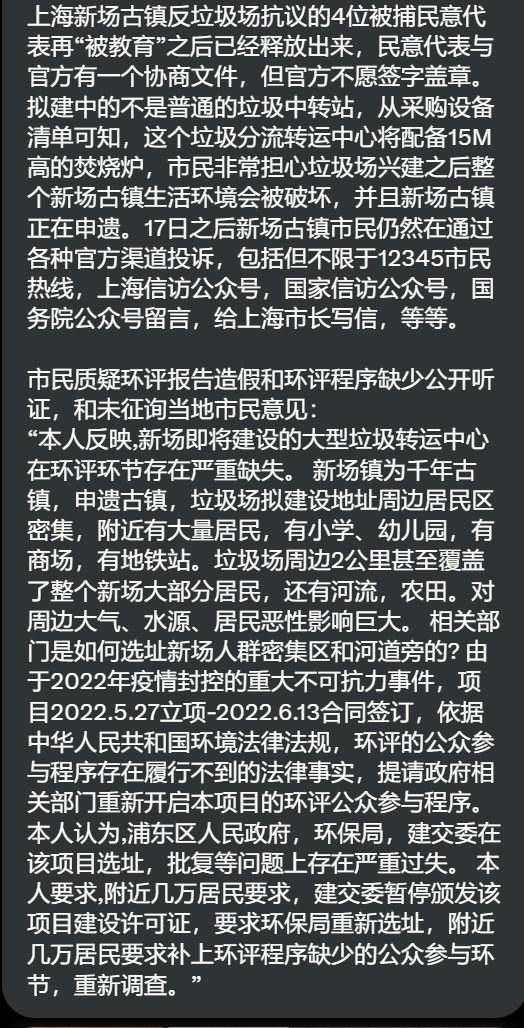 上海新场古镇反垃圾场抗议的4位被捕民意代
表再“被教育”之后已经释放出来，民意代表与
官方有一个协商文件，但官方不愿签字盖章。
拟建中的不是普通的垃圾中转站，从采购设备
清单可知，这个垃圾分流转运中心将配备15M
高的焚烧炉，市民非常担心垃圾场兴建之后整
个新场古镇生活环境会被破坏，并且新场古镇
正在申遗。17日之后新场古镇市民仍然在通过
各种官方渠道投诉，包括但不限于12345市民
热线，上海信访公众号，国家信访公众号，国
务院公众号留言，给上海市长写信，等等。
市民质疑环评报告造假和环评程序缺少公开听
证，和未征询当地市民意见：
“本人反映,新场即将建设的大型垃圾转运中心
在环评环节存在严重缺失。 新场镇为千年古
镇，申遗古镇，垃圾场拟建设地址周边居民区
密集，附近有大量居民，有小学、幼儿园，有
商场，有地铁站。垃圾场周边2公里甚至覆盖
了整个新场大部分居民，还有河流，农田。对
周边大气、水源、居民恶性影响巨大。 相关部
门是如何选址新场人群密集区和河道旁的? 由
于2022年疫情封控的重大不可抗力事件，项
目2022.5.27立项-2022.6.13合同签订，依据
中华人民共和国环境法律法规，环评的公众参
与程序存在履行不到的法律事实，提请政府相
关部门重新开启本项目的环评公众参与程序。
本人认为,浦东区人民政府，环保局，建交委在
该项目选址，批复等问题上存在严重过失。 本
人要求,附近几万居民要求，建交委暂停颁发该
项目建设许可证，要求环保局重新选址，附近
几万居民要求补上环评程序缺少的公众参与环
节，重新调查。”